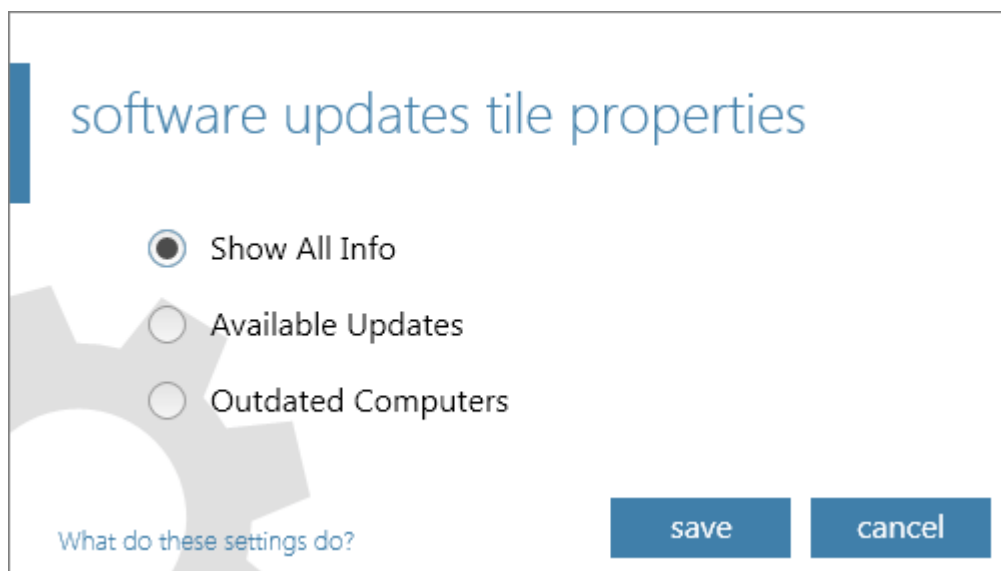 software updates tile properties
Show All Info
Available Updates
Outdated Computers
What do these settings do?
save
cancel